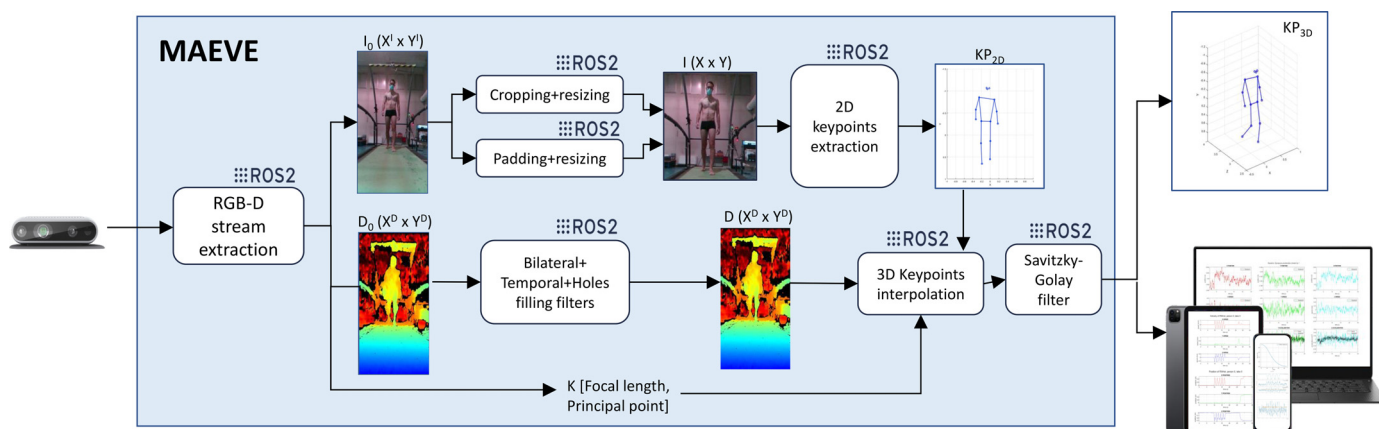 MAEVE
I₀ (Xᴵ x Yᴵ)
ROS2
Cropping+resizing
ROS2
Padding+resizing
I (X x Y)
ROS2
2D
keypoints
extraction
KP₂D
KP₃D
ROS2
RGB-D
stream
extraction
D₀ (Xᴰ x Yᴰ)
ROS2
Bilateral+
Temporal+Holes
filling filters
D (Xᴰ x Yᴰ)
ROS2
3D Keypoints
interpolation
ROS2
Savitzky-
Golay
filter
K [Focal length,
Principal point]